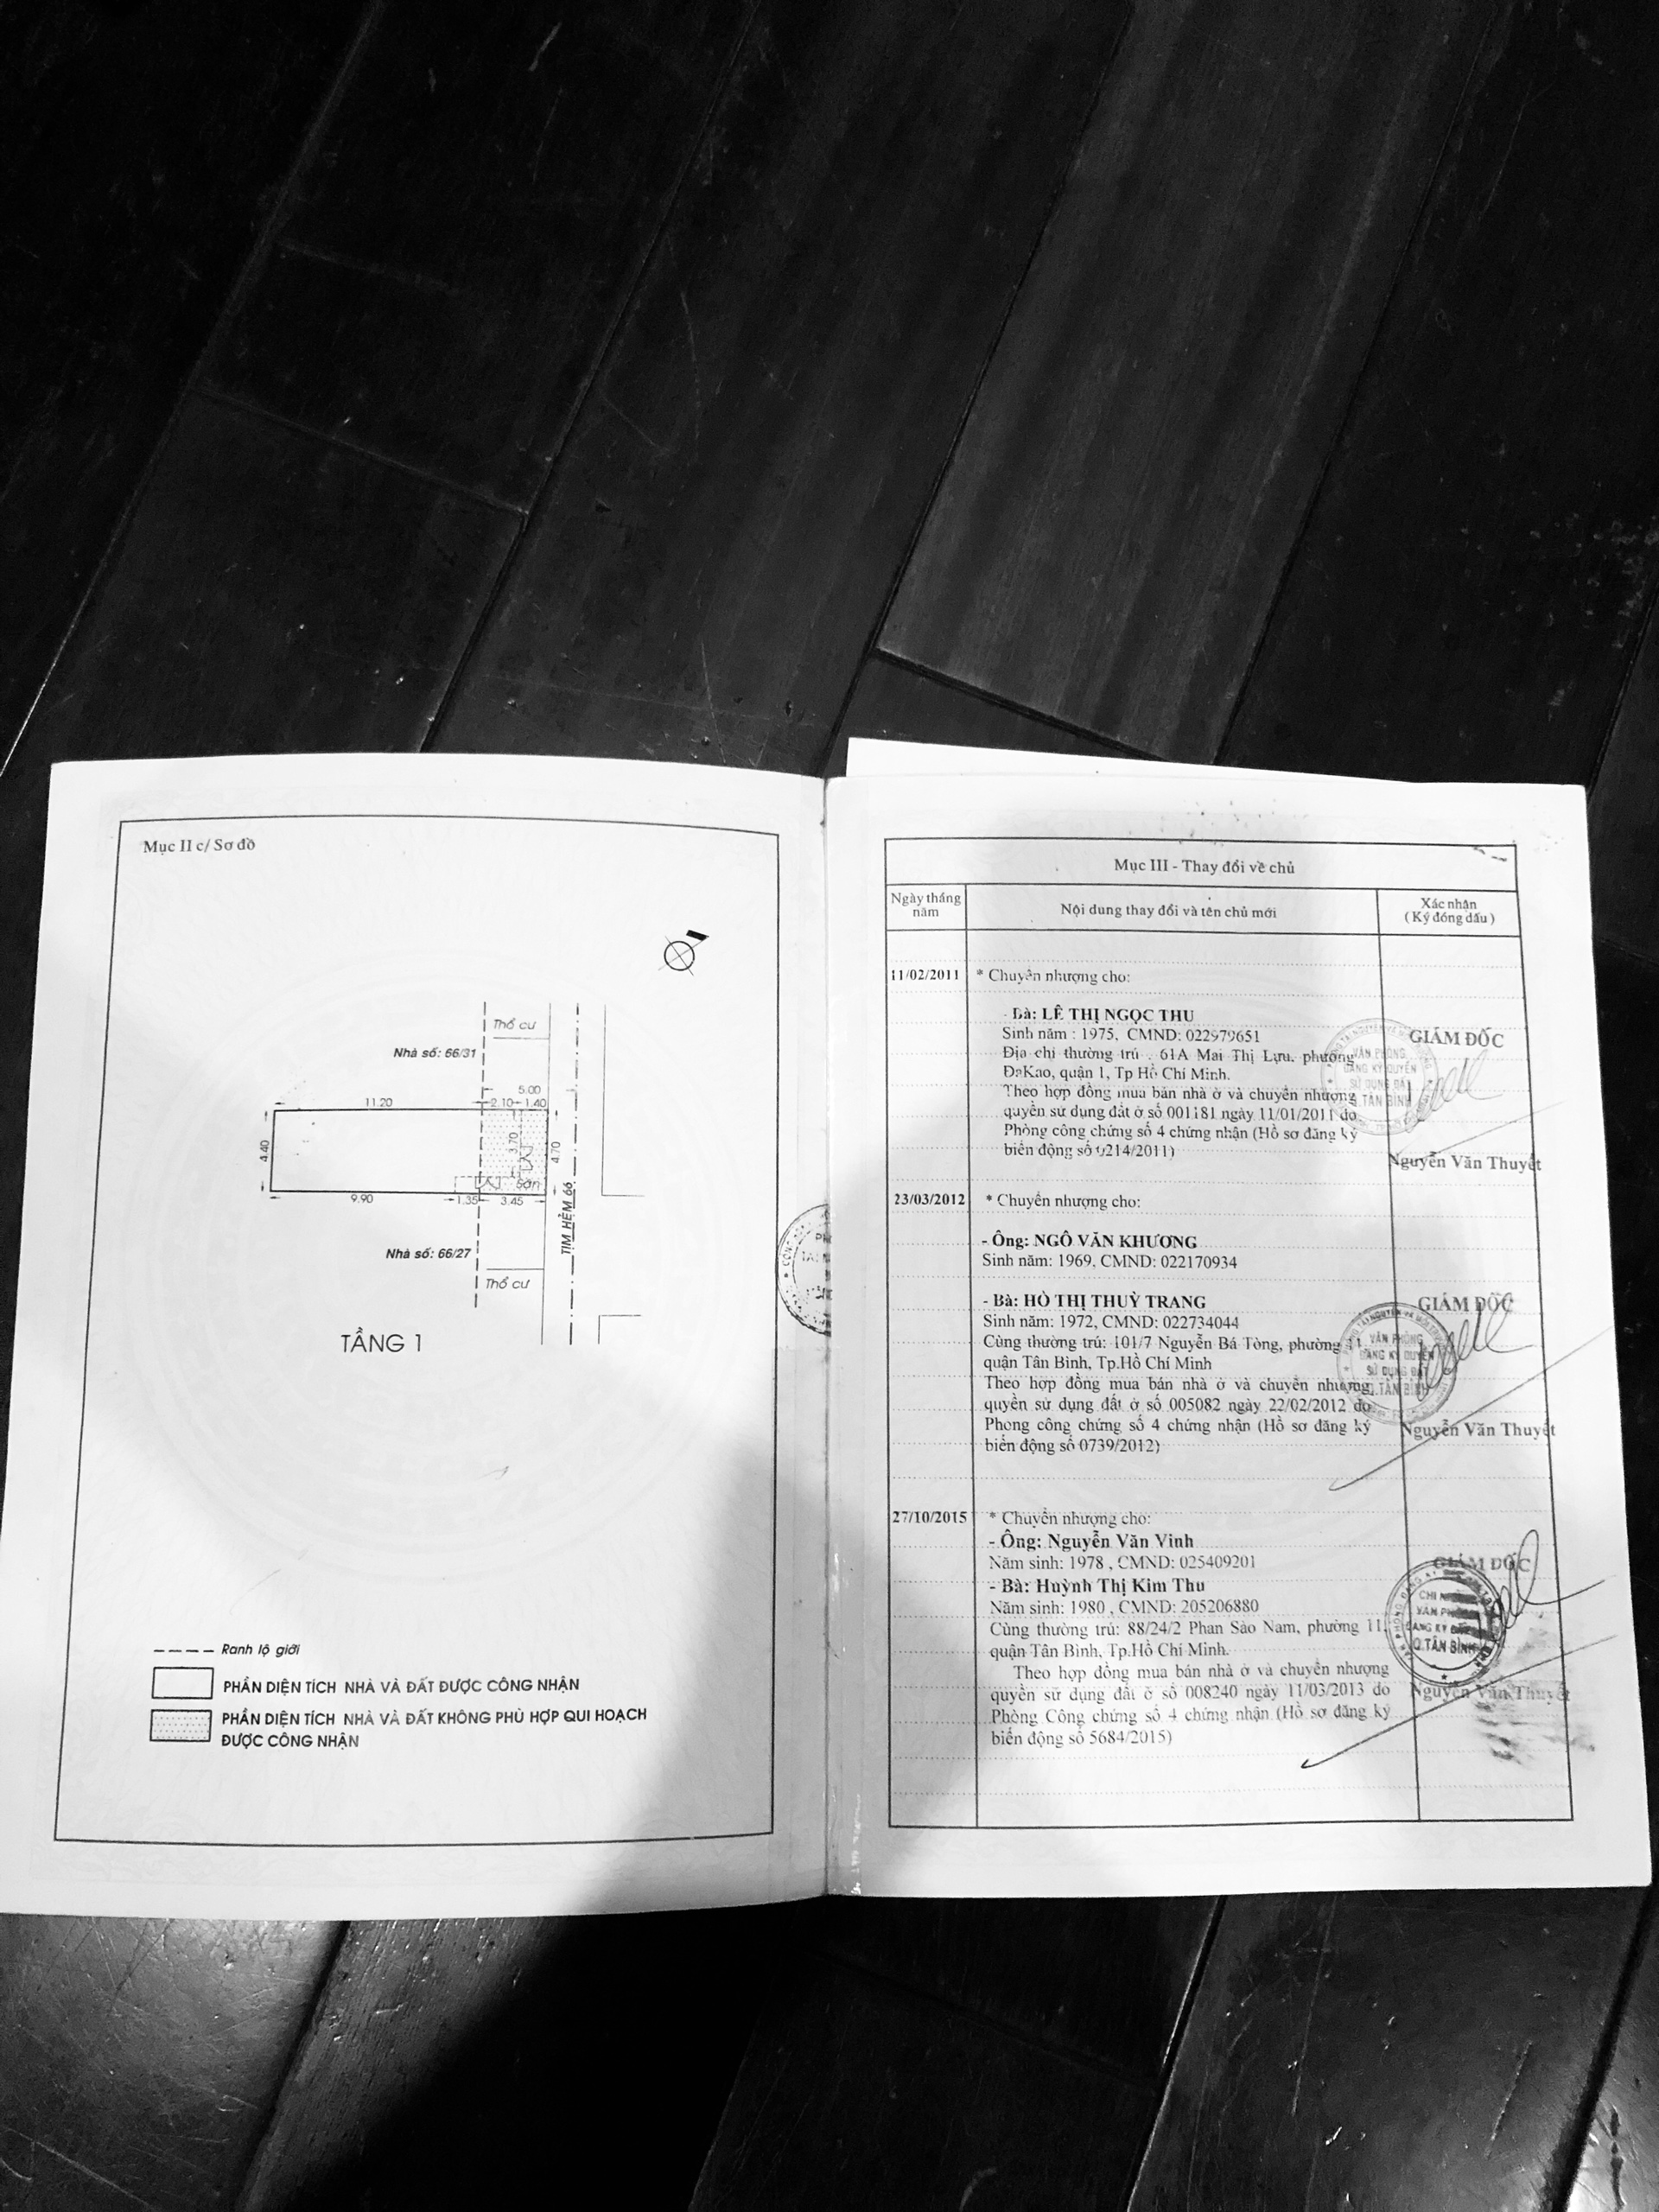 Mục II c/ Sơ đồ
Thổ cư
Nhà số: 66/31
5.00
11.20
2.10
1.40
4.40
3.70
4.70
Sân
9.90
1.35
3.45
TIM HẺM 66
Nhà số: 66/27
Thổ cư
TẦNG 1
Ranh lộ giới
PHẦN DIỆN TÍCH NHÀ VÀ ĐẤT ĐƯỢC CÔNG NHẬN
PHẦN DIỆN TÍCH NHÀ VÀ ĐẤT KHÔNG PHÙ HỢP QUI HOẠCH
ĐƯỢC CÔNG NHẬN
Mục III - Thay đổi về chủ
Ngày tháng
năm
Nội dung thay đổi và tên chủ mới
Xác nhận
( Ký đóng dấu )
11/02/2011
* Chuyển nhượng cho:
- Bà: LÊ THỊ NGỌC THU
Sinh năm : 1975, CMND: 022979651
Địa chỉ thường trú : 61A Mai Thị Lựu, phường
ĐaKao, quận 1, Tp Hồ Chí Minh.
Theo hợp đồng mua bán nhà ở và chuyển nhượng
quyền sử dụng đất ở số 001181 ngày 11/01/2011 do
Phòng công chứng số 4 chứng nhận (Hồ sơ đăng ký
biến động số 0214/2011)
GIÁM ĐỐC
VĂN PHÒNG
ĐĂNG KÝ QUYỀN
SỬ DỤNG ĐẤT
Q.TÂN BÌNH
Nguyễn Văn Thuyết
23/03/2012
* Chuyển nhượng cho:
- Ông: NGÔ VĂN KHƯƠNG
Sinh năm: 1969, CMND: 022170934
- Bà: HỒ THỊ THUỲ TRANG
Sinh năm: 1972, CMND: 022734044
Cùng thường trú: 101/7 Nguyễn Bá Tòng, phường 11
quận Tân Bình, Tp.Hồ Chí Minh
Theo hợp đồng mua bán nhà ở và chuyển nhượng
quyền sử dụng đất ở số 005082 ngày 22/02/2012 do
Phòng công chứng số 4 chứng nhận (Hồ sơ đăng ký
biến động số 0739/2012)
GIÁM ĐỐC
VĂN PHÒNG
ĐĂNG KÝ QUYỀN
SỬ DỤNG ĐẤT
Q.TÂN BÌNH
Nguyễn Văn Thuyết
27/10/2015
* Chuyển nhượng cho:
- Ông: Nguyễn Văn Vinh
Năm sinh: 1978 , CMND: 025409201
- Bà: Huỳnh Thị Kim Thu
Năm sinh: 1980 , CMND: 205206880
Cùng thường trú: 88/24/2 Phan Sào Nam, phường 11,
quận Tân Bình, Tp.Hồ Chí Minh.
Theo hợp đồng mua bán nhà ở và chuyển nhượng
quyền sử dụng đất ở số 008240 ngày 11/03/2013 do
Phòng Công chứng số 4 chứng nhận (Hồ sơ đăng ký
biến động số 5684/2015)
GIÁM ĐỐC
CHI
VĂN
ĐĂNG KÝ
Q.TÂN BÌNH
Nguyễn Văn Thuyết